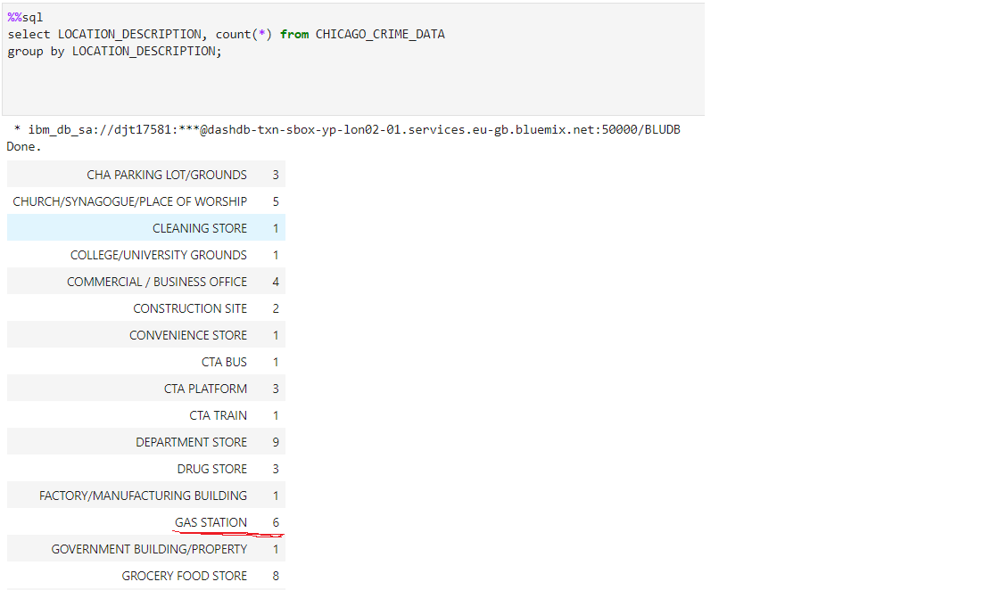 %%sql
select LOCATION_DESCRIPTION, count(*) from CHICAGO_CRIME_DATA
group by LOCATION_DESCRIPTION;
* ibm_db_sa://djt17581:***@dashdb-txn-sbox-yp-lon02-01.services.eu-gb.bluemix.net:50000/BLUDB
Done.
CHA PARKING LOT/GROUNDS 3
CHURCH/SYNAGOGUE/PLACE OF WORSHIP 5
CLEANING STORE 1
COLLEGE/UNIVERSITY GROUNDS 1
COMMERCIAL / BUSINESS OFFICE 4
CONSTRUCTION SITE 2
CONVENIENCE STORE 1
CTA BUS 1
CTA PLATFORM 3
CTA TRAIN 1
DEPARTMENT STORE 9
DRUG STORE 3
FACTORY/MANUFACTURING BUILDING 1
GAS STATION 6
GOVERNMENT BUILDING/PROPERTY 1
GROCERY FOOD STORE 8